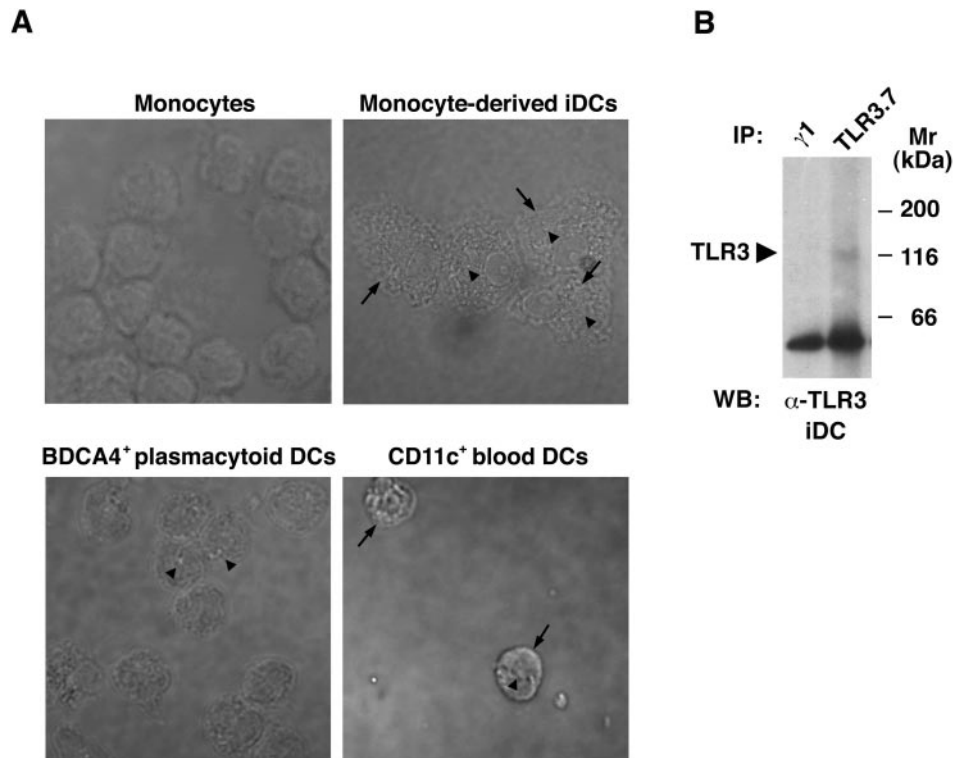 A
Monocytes
Monocyte-derived iDCs
BDCA4⁺ plasmacytoid DCs
CD11c⁺ blood DCs
B
IP: γ1 TLR3.7 Mr
(kDa)
200
TLR3 116
66
WB: α-TLR3
iDC